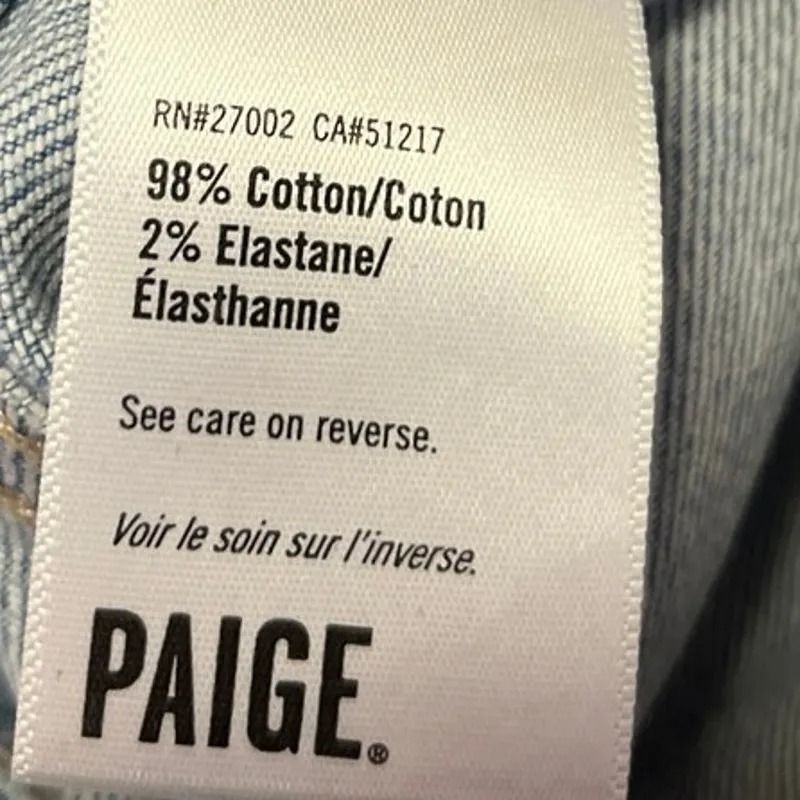 RN#27002 CA#51217
98% Cotton/Coton
2% Elastane/
Élasthanne
See care on reverse.
Voir le soin sur l'inverse.
PAIGE®